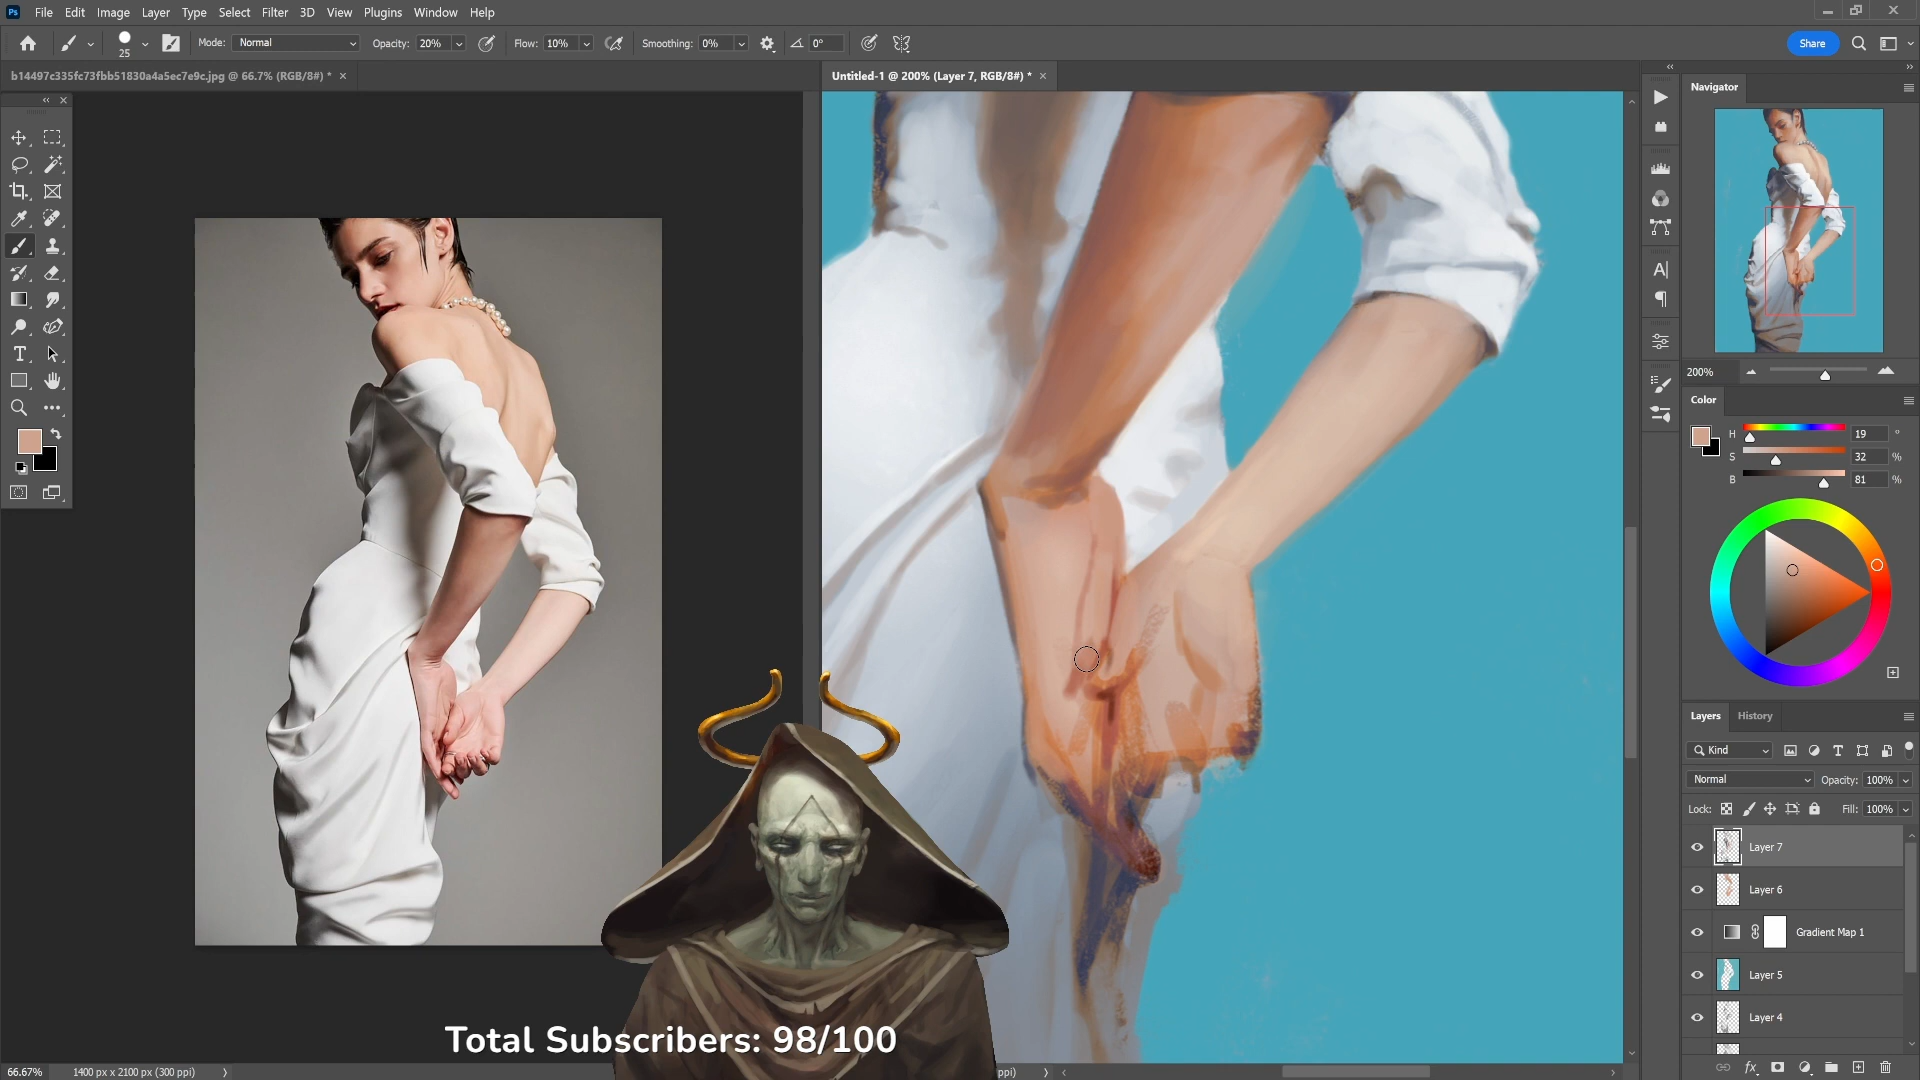 Ps File Edit Image Layer Type Select Filter 3D View Plugins Window Help
25 Mode: Normal Opacity: 20% Flow: 10% Smoothing: 0% 0° Share
b14497c335fc73fbb51830a4a5ec7e9c.jpg @ 66.7% (RGB/8#) *
Untitled-1 @ 200% (Layer 7, RGB/8#) *
Navigator
200%
Color
H 19 °
S 32 %
B 81 %
Layers History
Kind
Normal Opacity: 100%
Lock: Fill: 100%
Layer 7
Layer 6
Gradient Map 1
Layer 5
Layer 4
Total Subscribers: 98/100
66.67% 1400 px x 2100 px (300 ppi)
ppi)